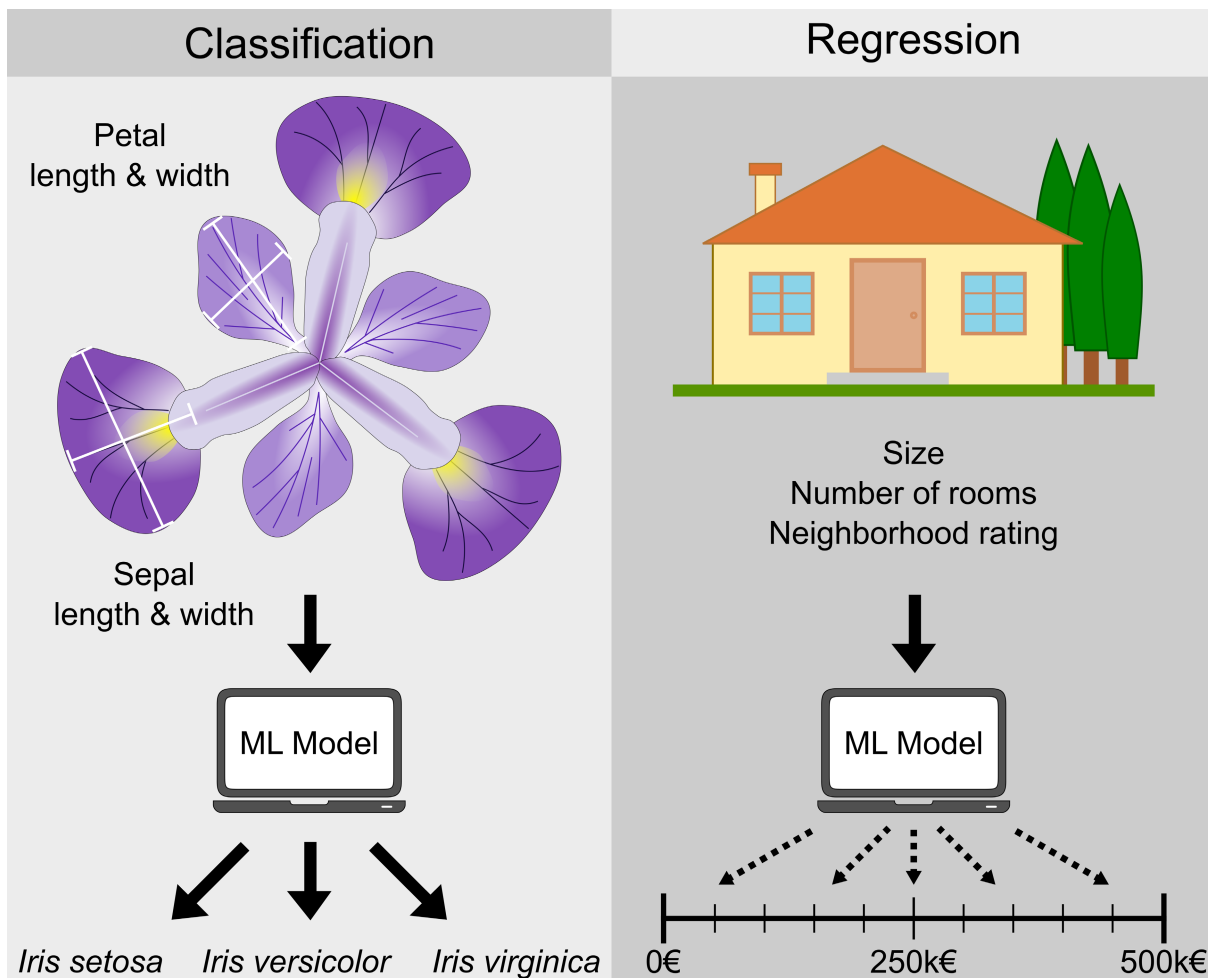 Classification
Petal
length & width
Sepal
length & width
ML Model
Iris setosa
Iris versicolor
Iris virginica
Regression
Size
Number of rooms
Neighborhood rating
ML Model
0€
250k€
500k€